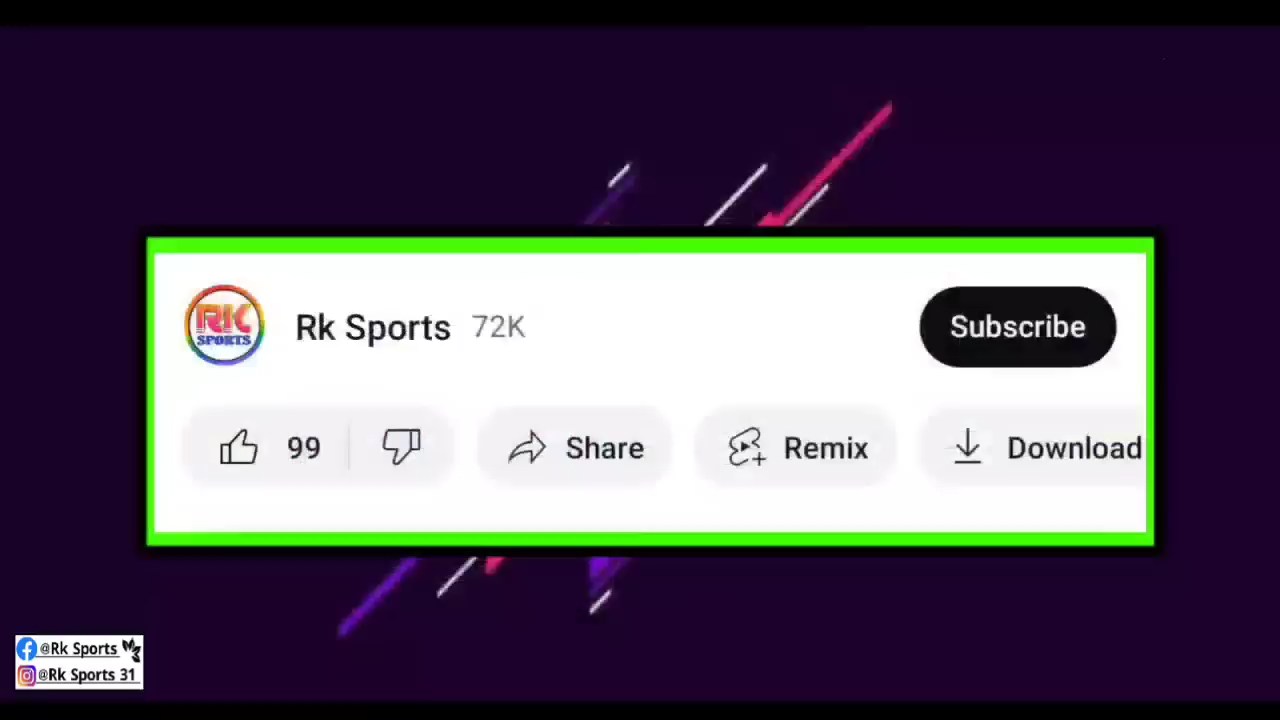 RK
SPORTS
Rk Sports 72K
Subscribe
99
Share
Remix
Download
@Rk Sports
@Rk Sports 31